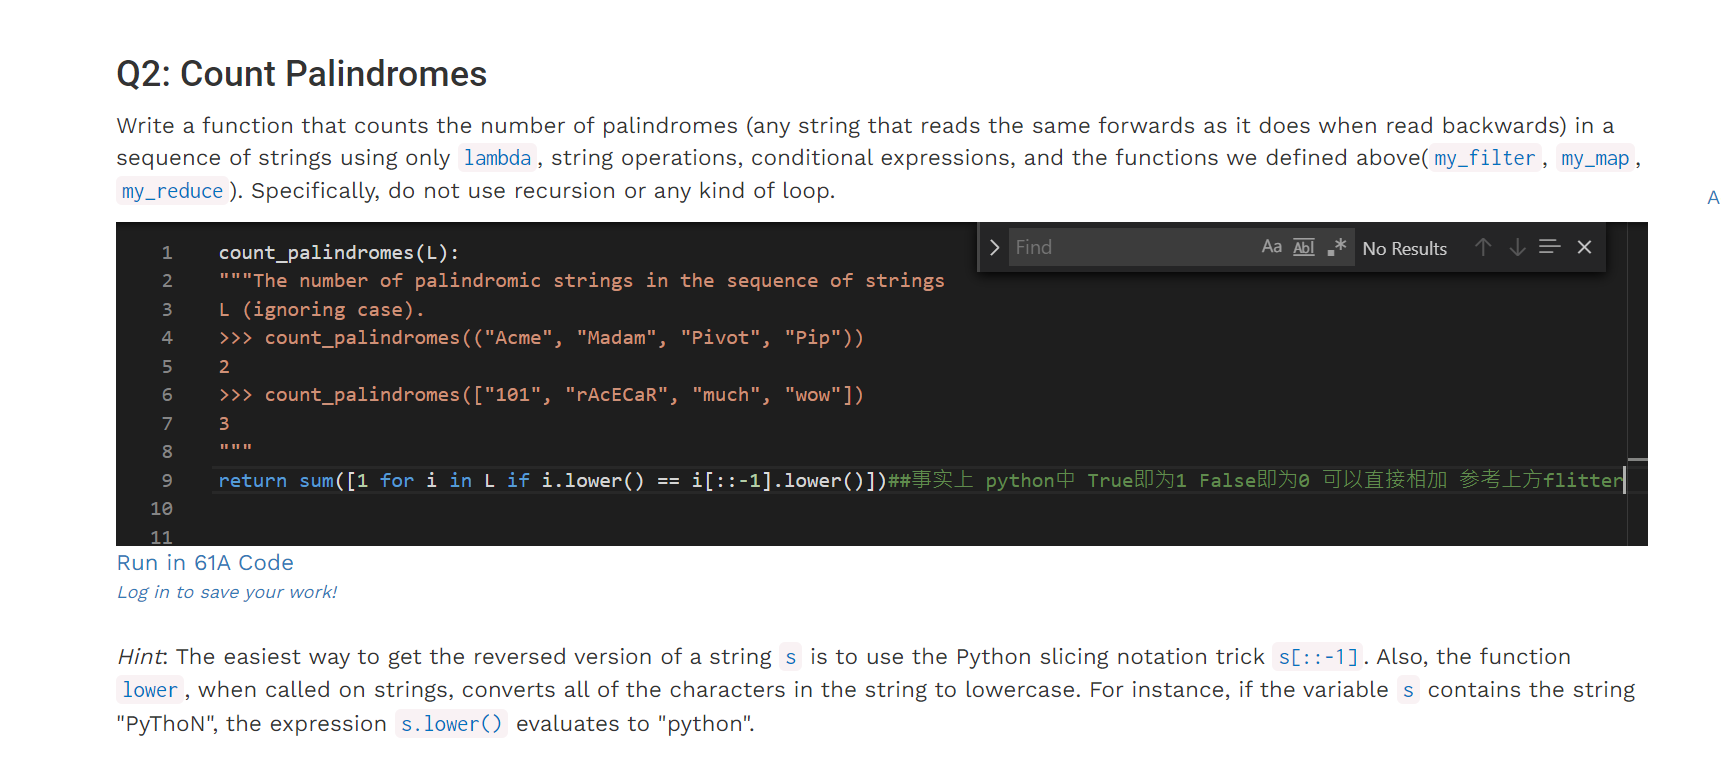 Q2: Count Palindromes
Write a function that counts the number of palindromes (any string that reads the same forwards as it does when read backwards) in a
sequence of strings using only lambda, string operations, conditional expressions, and the functions we defined above(my_filter, my_map,
my_reduce). Specifically, do not use recursion or any kind of loop.
A
> Find Aa Abl .* No Results ↑ ↓ ×
1 count_palindromes(L):
2 """The number of palindromic strings in the sequence of strings
3 L (ignoring case).
4 >>> count_palindromes(("Acme", "Madam", "Pivot", "Pip"))
5 2
6 >>> count_palindromes(["101", "rAcECaR", "much", "wow"])
7 3
8 """
9 return sum([1 for i in L if i.lower() == i[::-1].lower()])##事实上 python中 True即为1 False即为0 可以直接相加 参考上方flitter
10
11
Run in 61A Code
Log in to save your work!
Hint: The easiest way to get the reversed version of a string s is to use the Python slicing notation trick s[::-1]. Also, the function
lower, when called on strings, converts all of the characters in the string to lowercase. For instance, if the variable s contains the string
"PyThoN", the expression s.lower() evaluates to "python".